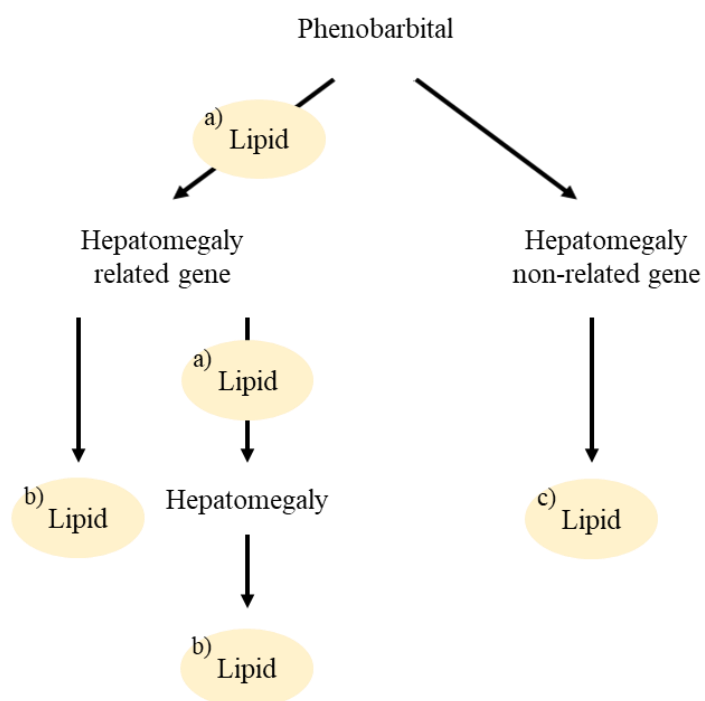 Phenobarbital
a)
Lipid
Hepatomegaly
related gene
Hepatomegaly
non-related gene
a)
Lipid
b)
Lipid
Hepatomegaly
c)
Lipid
b)
Lipid